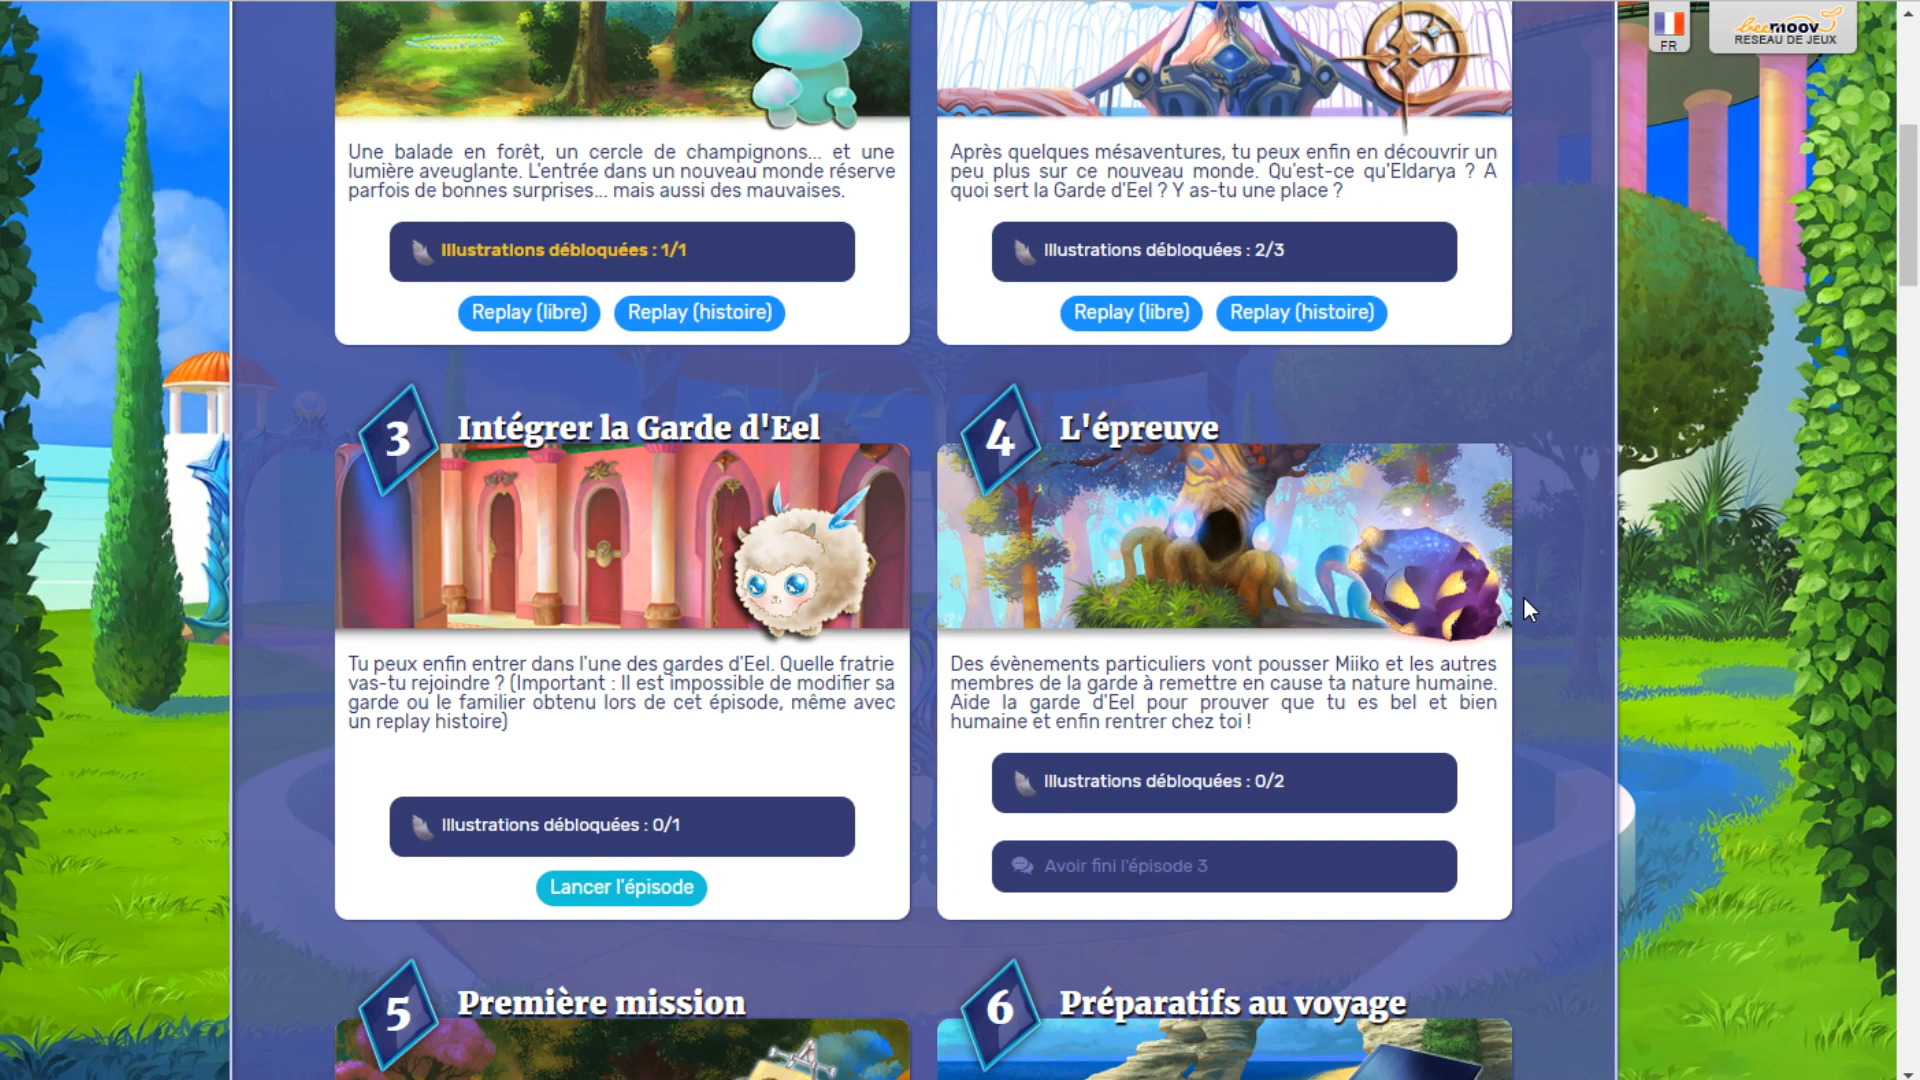 FR
beemoov
RESEAU DE JEUX
Une balade en forêt, un cercle de champignons... et une
lumière aveuglante. L'entrée dans un nouveau monde réserve
parfois de bonnes surprises... mais aussi des mauvaises.
Illustrations débloquées : 1/1
Replay (libre)
Replay (histoire)
Après quelques mésaventures, tu peux enfin en découvrir un
peu plus sur ce nouveau monde. Qu'est-ce qu'Eldarya ? A
quoi sert la Garde d'Eel ? Y as-tu une place ?
Illustrations débloquées : 2/3
Replay (libre)
Replay (histoire)
3
Intégrer la Garde d'Eel
Tu peux enfin entrer dans l'une des gardes d'Eel. Quelle fratrie
vas-tu rejoindre ? (Important : Il est impossible de modifier sa
garde ou le familier obtenu lors de cet épisode, même avec
un replay histoire)
Illustrations débloquées : 0/1
Lancer l'épisode
4
L'épreuve
Des évènements particuliers vont pousser Miiko et les autres
membres de la garde à remettre en cause ta nature humaine.
Aide la garde d'Eel pour prouver que tu es bel et bien
humaine et enfin rentrer chez toi !
Illustrations débloquées : 0/2
Avoir fini l'épisode 3
5
Première mission
6
Préparatifs au voyage